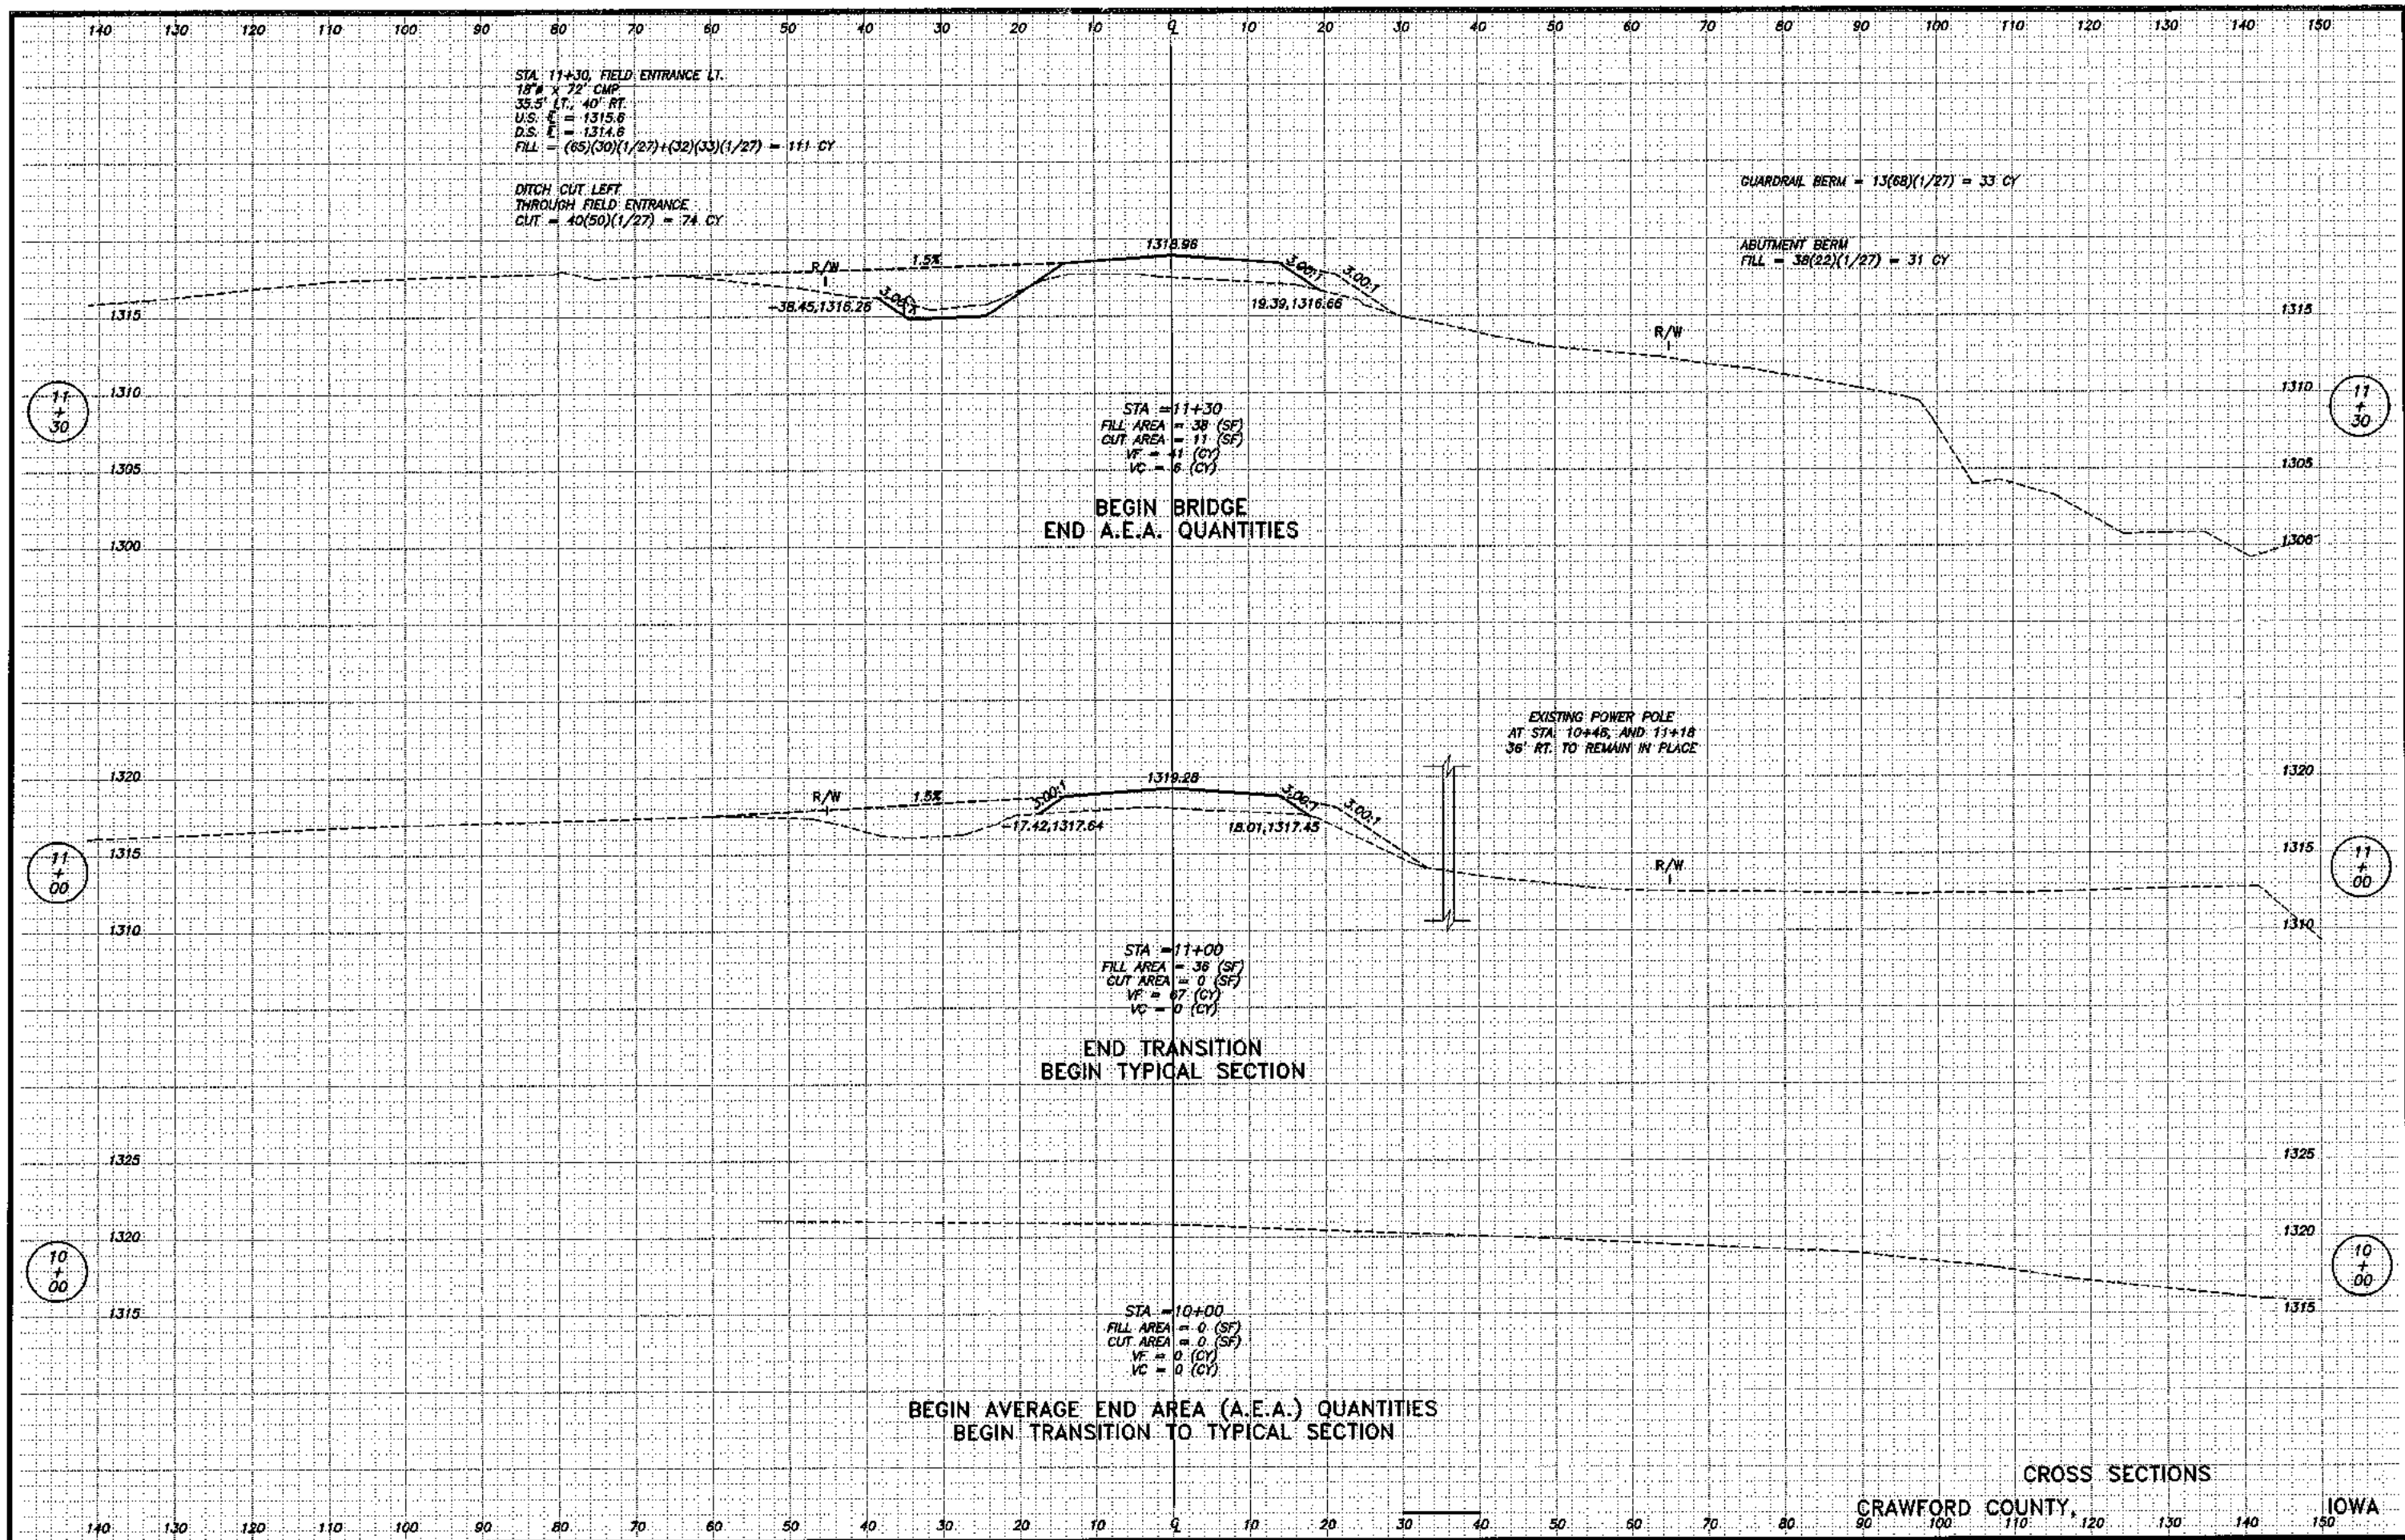 140 130 120 110 100 90 80 70 60 50 40 30 20 10 ℄ 10 20 30 40 50 60 70 80 90 100 110 120 130 140 150
STA. 11+30, FIELD ENTRANCE LT.
18"ø x 72' CMP.
35.5' LT., 40' RT.
U.S. = 1315.6
D.S. = 1314.6
FILL = (65)(30)(1/27)+(32)(33)(1/27) = 111 CY
DITCH CUT LEFT
THROUGH FIELD ENTRANCE
CUT = 40(50)(1/27) = 74 CY
GUARDRAIL BERM = 13(68)(1/27) = 33 CY
ABUTMENT BERM
FILL = 38(22)(1/27) = 31 CY
1318.96
R/W
1.5%
3.00:1
3.00:1
3.00:1
-38.45,1316.26
19.39,1316.66
R/W
1315
1310
1305
1300
1315
1310
1305
1300
11
+
30
11
+
30
STA =11+30
FILL AREA = 38 (SF)
CUT AREA = 11 (SF)
VF = 41 (CY)
VC = 6 (CY)
BEGIN BRIDGE
END A.E.A. QUANTITIES
EXISTING POWER POLE
AT STA. 10+48, AND 11+18
36' RT. TO REMAIN IN PLACE
1319.28
R/W
1.5%
3.00:1
3.00:1
3.00:1
-17.42,1317.64
18.01,1317.45
R/W
1320
1315
1310
1320
1315
1310
11
+
00
11
+
00
STA =11+00
FILL AREA = 36 (SF)
CUT AREA = 0 (SF)
VF = 67 (CY)
VC = 0 (CY)
END TRANSITION
BEGIN TYPICAL SECTION
1325
1320
1315
1325
1320
1315
10
+
00
10
+
00
STA =10+00
FILL AREA = 0 (SF)
CUT AREA = 0 (SF)
VF = 0 (CY)
VC = 0 (CY)
BEGIN AVERAGE END AREA (A.E.A.) QUANTITIES
BEGIN TRANSITION TO TYPICAL SECTION
CROSS SECTIONS
CRAWFORD COUNTY, IOWA
140 130 120 110 100 90 80 70 60 50 40 30 20 10 ℄ 10 20 30 40 50 60 70 80 90 100 110 120 130 140 150